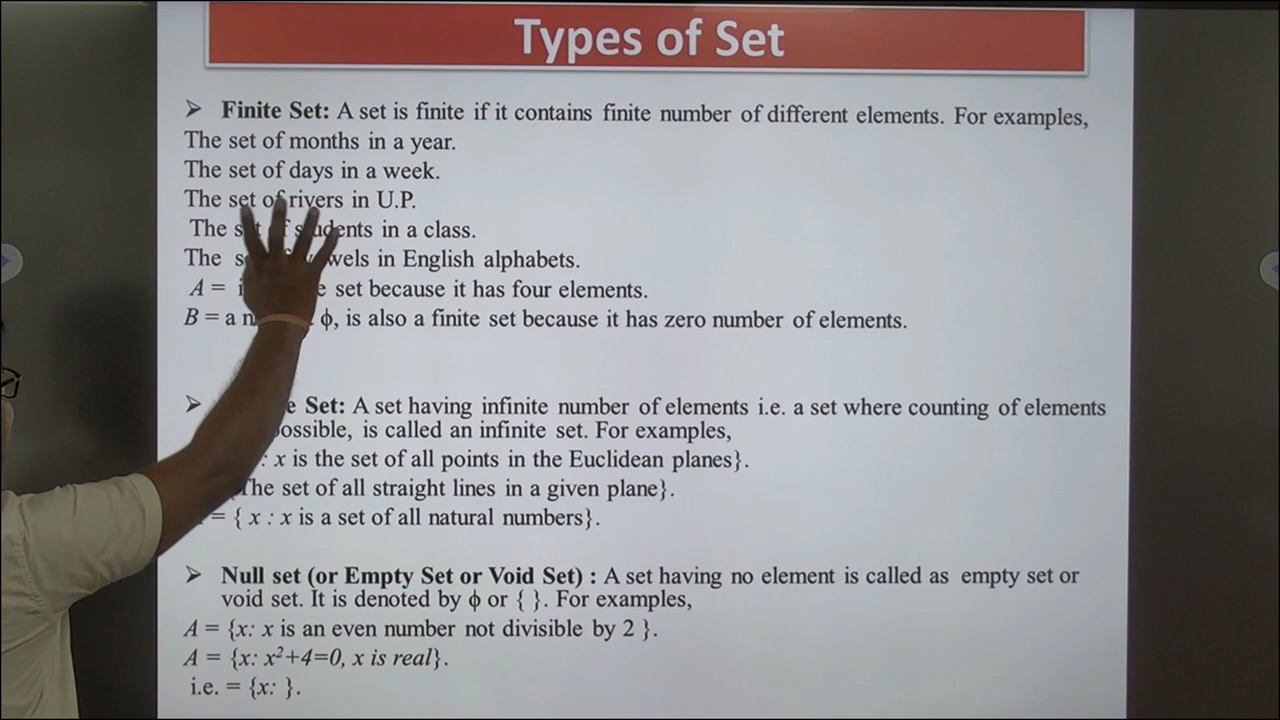 Types of Set
➢ Finite Set: A set is finite if it contains finite number of different elements. For examples,
The set of months in a year.
The set of days in a week.
The set of rivers in U.P.
The set of students in a class.
The vowels in English alphabets.
A = set because it has four elements.
B = a ϕ, is also a finite set because it has zero number of elements.
➢ Set: A set having infinite number of elements i.e. a set where counting of elements
possible, is called an infinite set. For examples,
: x is the set of all points in the Euclidean planes}.
The set of all straight lines in a given plane}.
= { x : x is a set of all natural numbers}.
➢ Null set (or Empty Set or Void Set) : A set having no element is called as empty set or
void set. It is denoted by ϕ or { }. For examples,
A = {x: x is an even number not divisible by 2 }.
A = {x: x²+4=0, x is real}.
i.e. = {x: }.